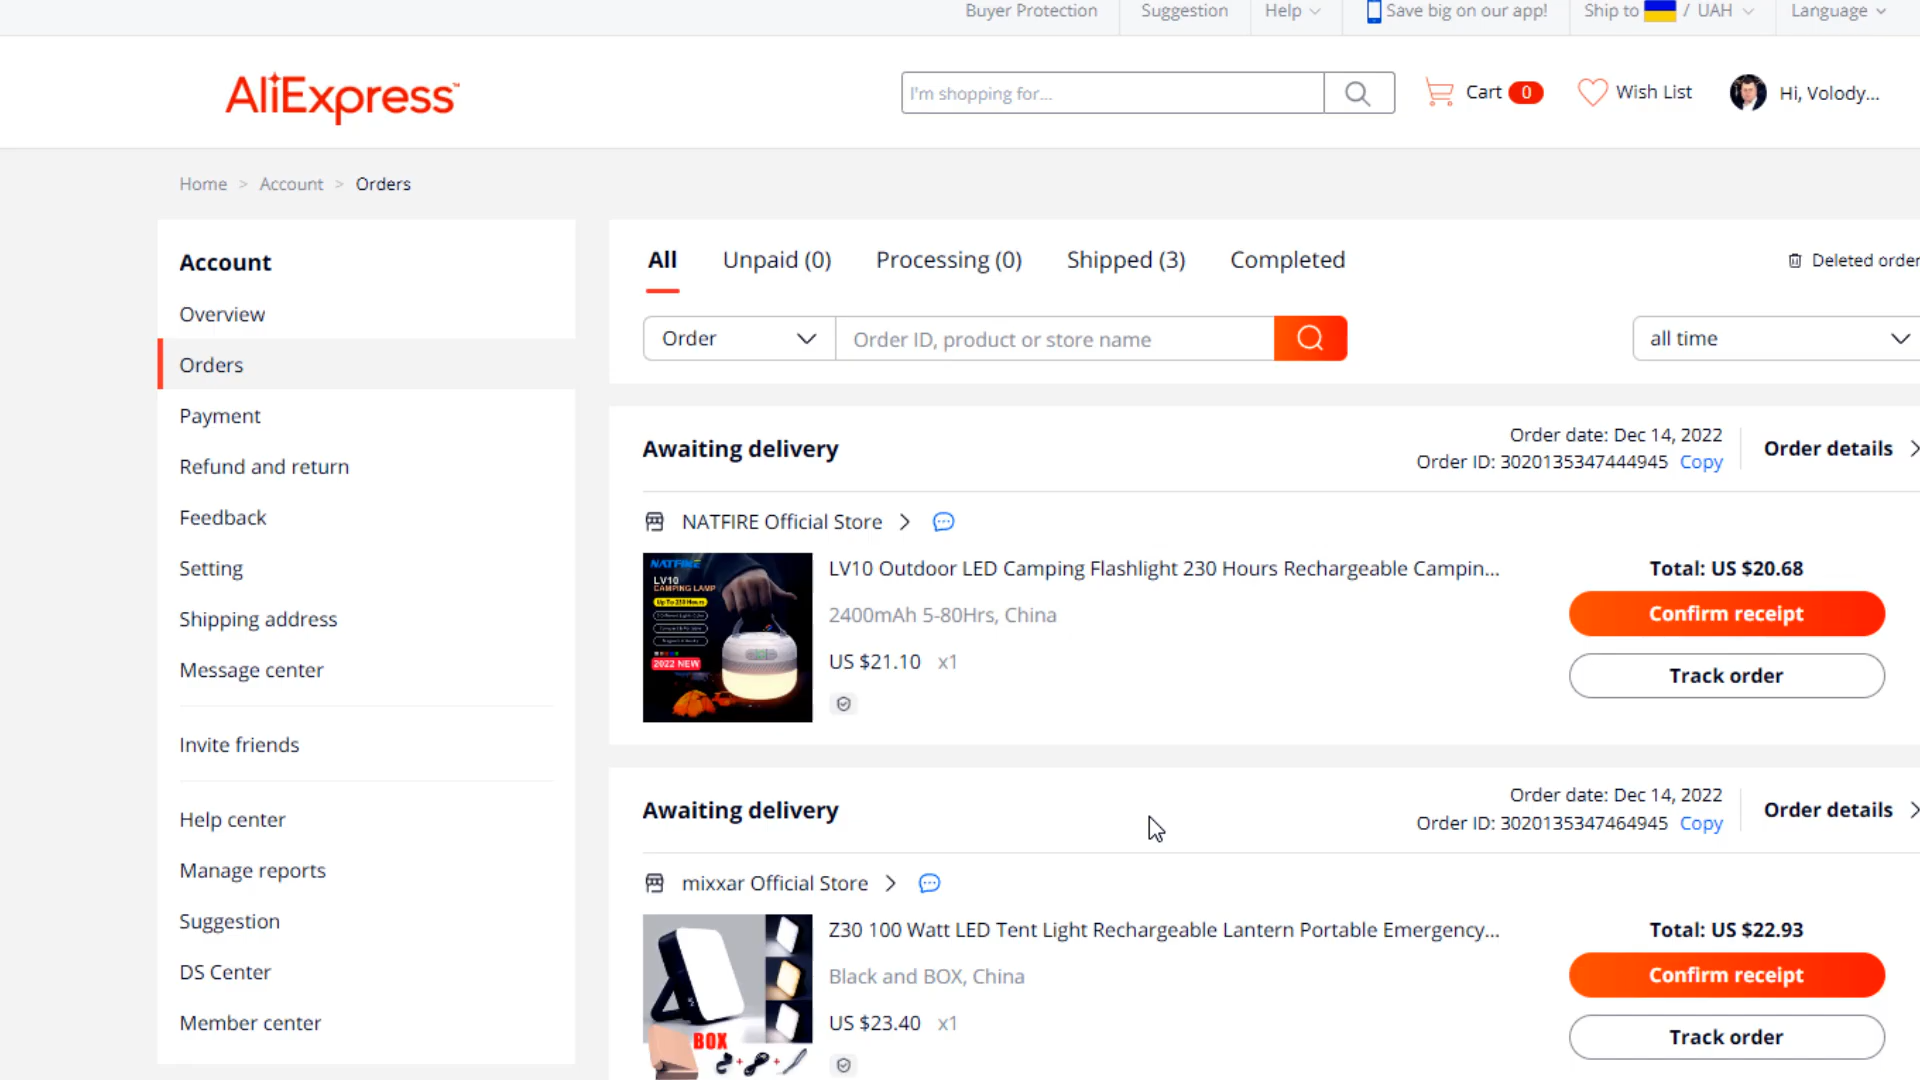 Buyer Protection
Suggestion
Help
Save big on our app!
Ship to / UAH
Language
AliExpress
I'm shopping for...
Cart 0
Wish List
Hi, Volody...
Home > Account > Orders
Account
Overview
Orders
Payment
Refund and return
Feedback
Setting
Shipping address
Message center
Invite friends
Help center
Manage reports
Suggestion
DS Center
Member center
All
Unpaid (0)
Processing (0)
Shipped (3)
Completed
Deleted order
Order
Order ID, product or store name
all time
Awaiting delivery
Order date: Dec 14, 2022
Order ID: 3020135347444945 Copy
Order details
NATFIRE Official Store
NATFIRE
LV10
CAMPING LAMP
Up To 230 Hours
2022 NEW
LV10 Outdoor LED Camping Flashlight 230 Hours Rechargeable Campin...
2400mAh 5-80Hrs, China
US $21.10 x1
Total: US $20.68
Confirm receipt
Track order
Awaiting delivery
Order date: Dec 14, 2022
Order ID: 3020135347464945 Copy
Order details
mixxar Official Store
BOX
Z30 100 Watt LED Tent Light Rechargeable Lantern Portable Emergency...
Black and BOX, China
US $23.40 x1
Total: US $22.93
Confirm receipt
Track order